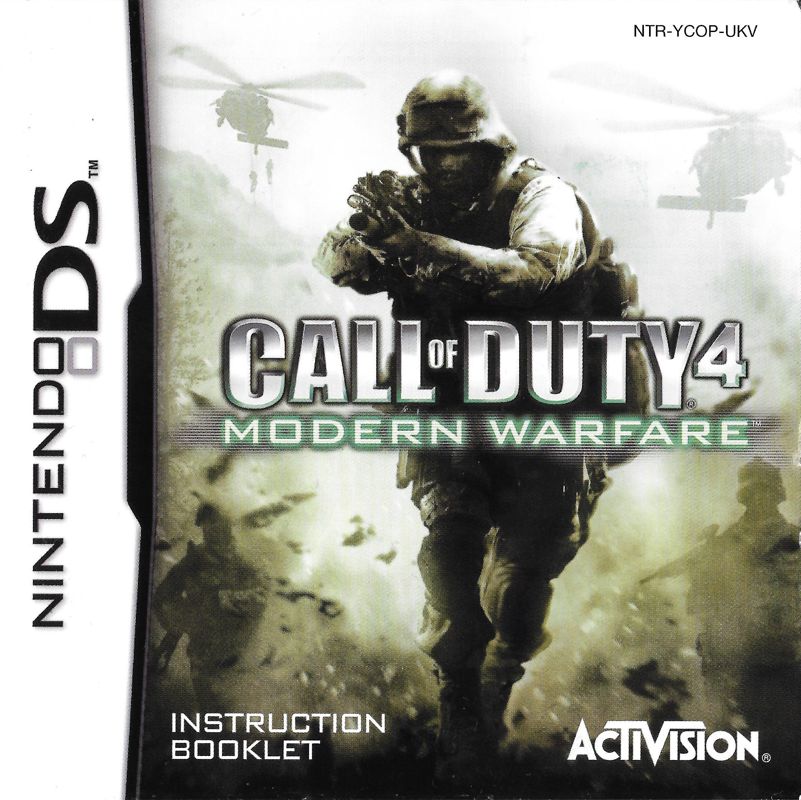 NTR-YCOP-UKV
NINTENDO DS™
CALL OF DUTY 4®
MODERN WARFARE™
INSTRUCTION
BOOKLET
ACTIVISION®